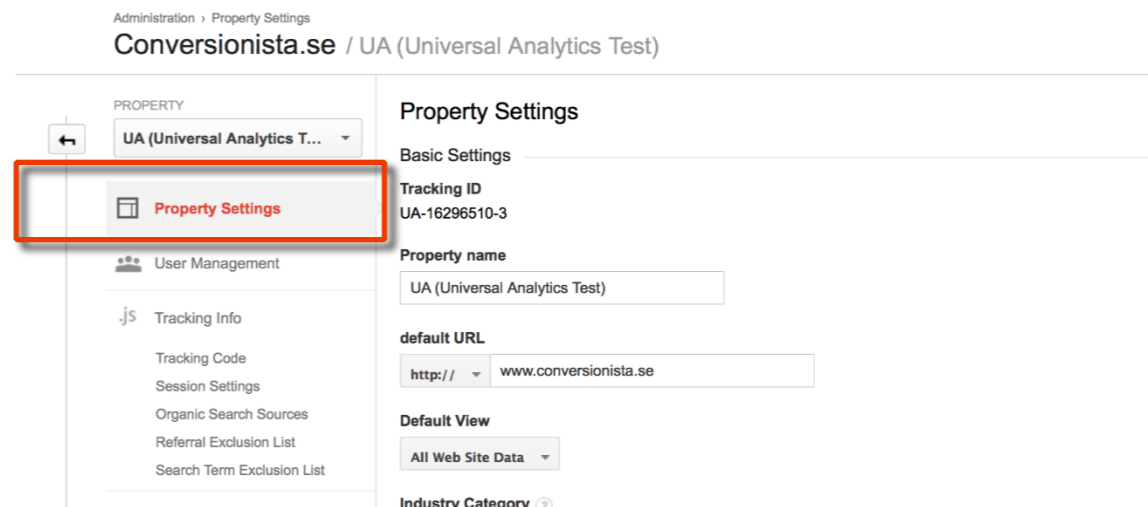 Administration › Property Settings
Conversionista.se / UA (Universal Analytics Test)
PROPERTY
UA (Universal Analytics T...
Property Settings
User Management
.js Tracking Info
Tracking Code
Session Settings
Organic Search Sources
Referral Exclusion List
Search Term Exclusion List
Property Settings
Basic Settings
Tracking ID
UA-16296510-3
Property name
UA (Universal Analytics Test)
default URL
http:// www.conversionista.se
Default View
All Web Site Data
Industry Category ?